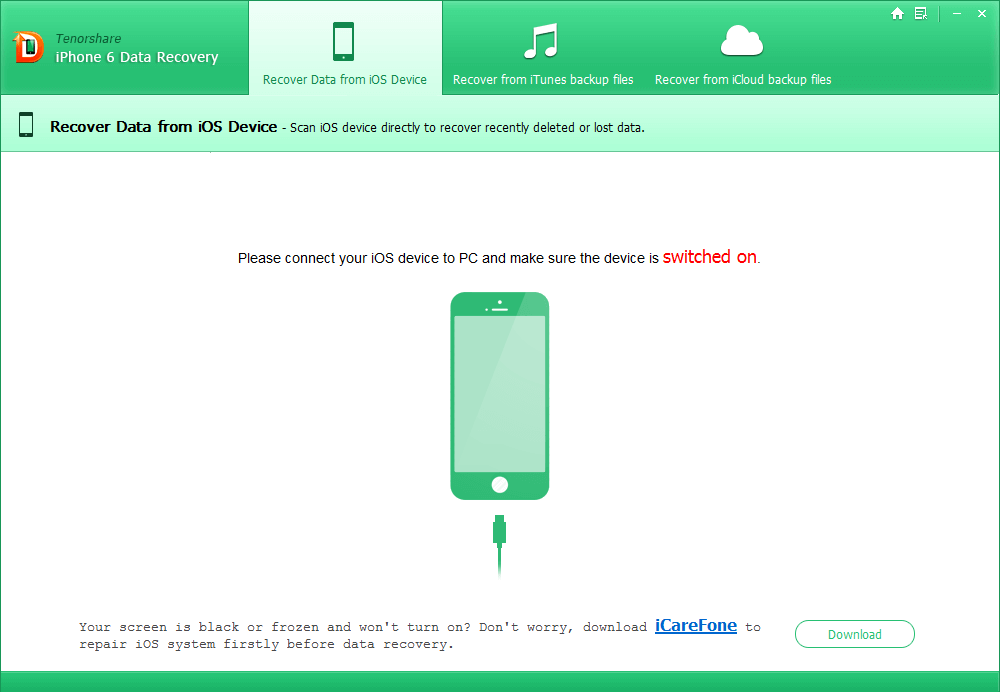 Tenorshare
iPhone 6 Data Recovery
Recover Data from iOS Device
Recover from iTunes backup files
Recover from iCloud backup files
Recover Data from iOS Device - Scan iOS device directly to recover recently deleted or lost data.
Please connect your iOS device to PC and make sure the device is switched on.
Your screen is black or frozen and won't turn on? Don't worry, download iCareFone to
repair iOS system firstly before data recovery.
Download